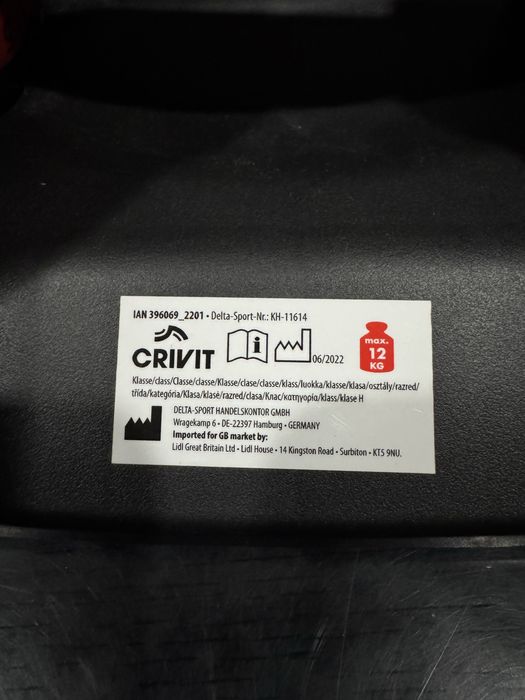 IAN 396069_2201 • Delta-Sport-Nr.: KH-11614
CRIVIT
i
06/2022
max.
12
KG
Klasse/class/Classe/classe/Klasse/clase/classe/klass/luokka/klasse/klasa/osztály/razred/
třída/kategória/Klasa/klasė/razred/clasa/Клас/κατηγορία/klass/klase H
DELTA-SPORT HANDELSKONTOR GMBH
Wragekamp 6 • DE-22397 Hamburg • GERMANY
Imported for GB market by:
Lidl Great Britain Ltd • Lidl House • 14 Kingston Road • Surbiton • KT5 9NU.